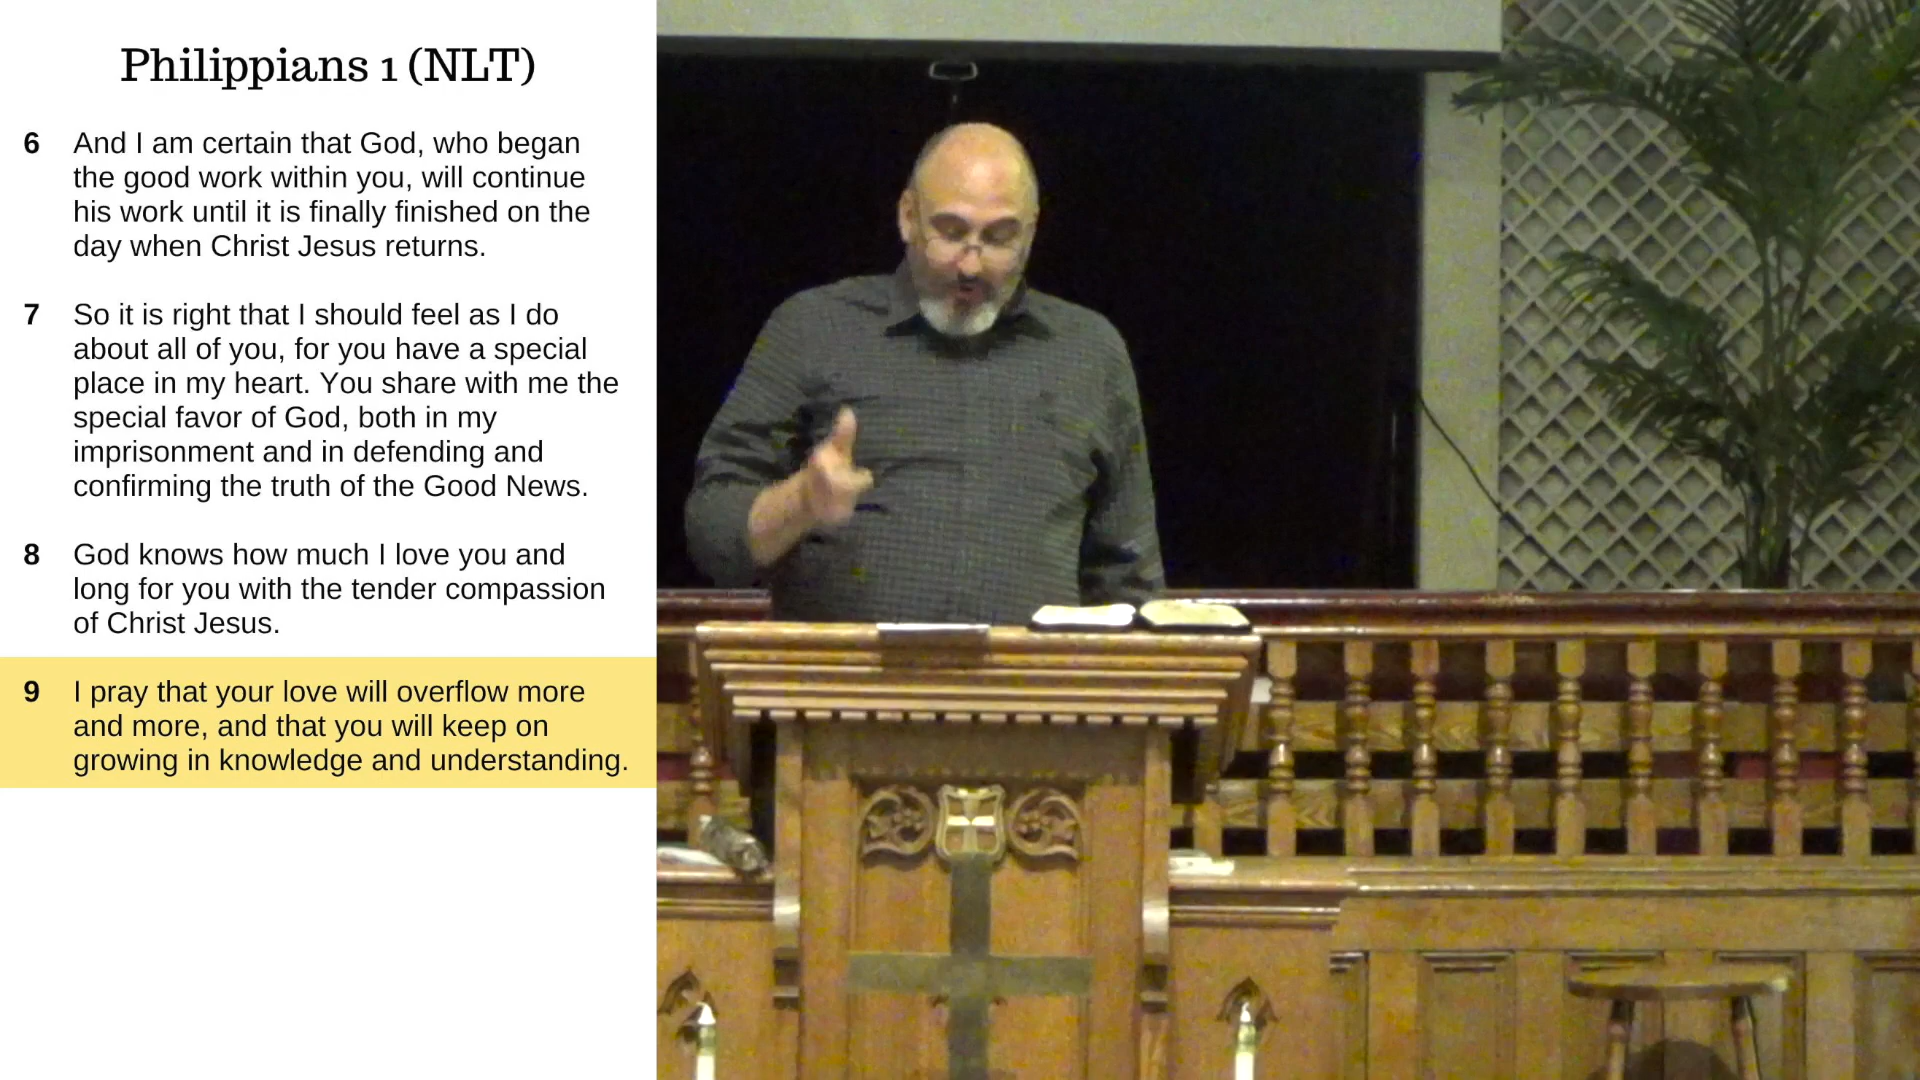 Philippians 1 (NLT)
6 And I am certain that God, who began
the good work within you, will continue
his work until it is finally finished on the
day when Christ Jesus returns.
7 So it is right that I should feel as I do
about all of you, for you have a special
place in my heart. You share with me the
special favor of God, both in my
imprisonment and in defending and
confirming the truth of the Good News.
8 God knows how much I love you and
long for you with the tender compassion
of Christ Jesus.
9 I pray that your love will overflow more
and more, and that you will keep on
growing in knowledge and understanding.